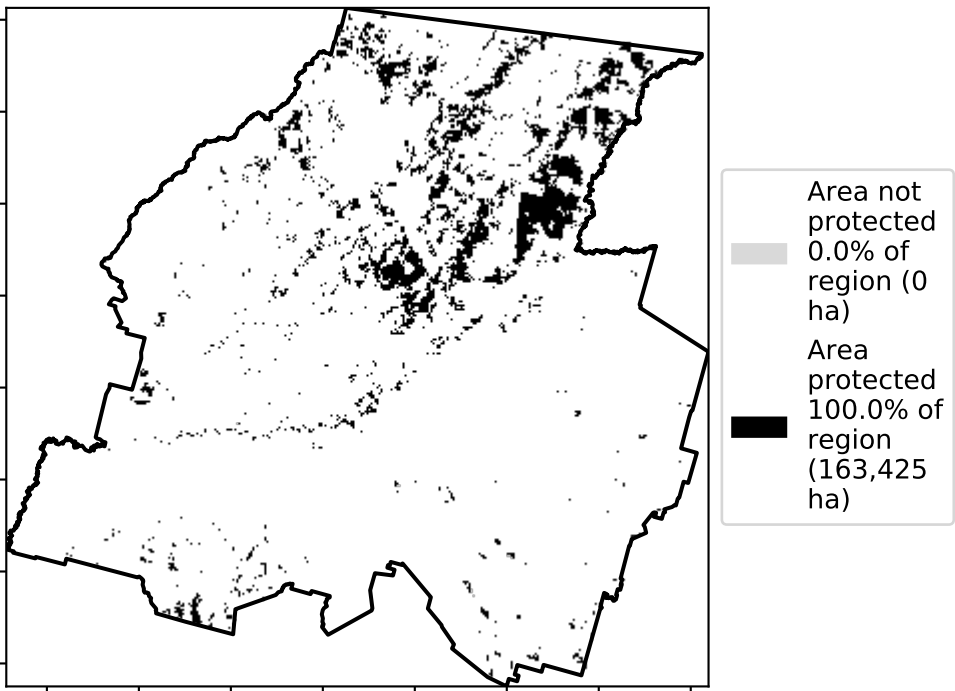 Area not
protected
0.0% of
region (0
ha)
Area
protected
100.0% of
region
(163,425
ha)